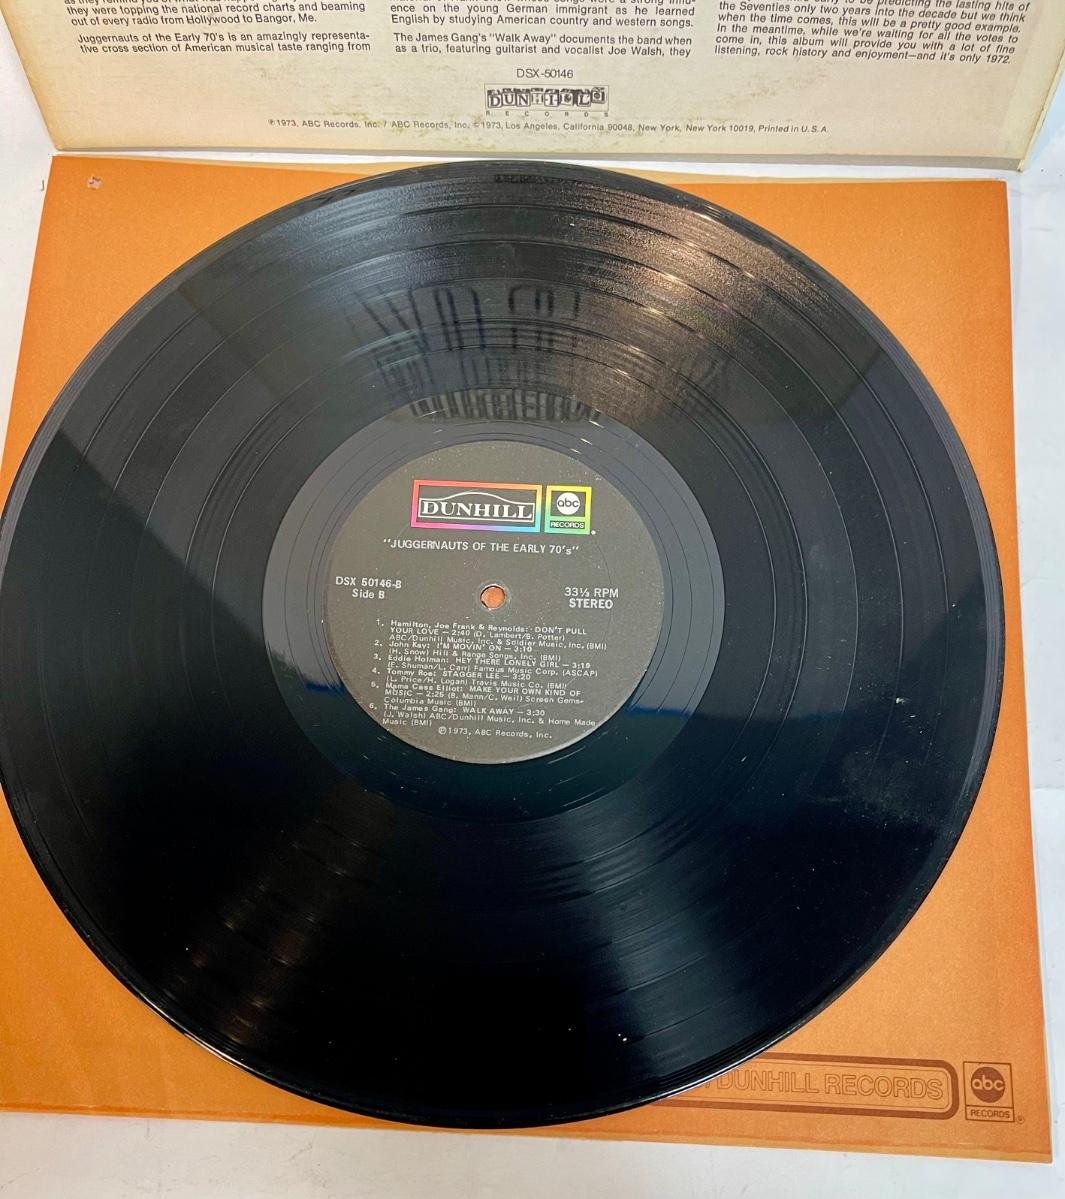 they were topping the national record charts and beaming
out of every radio from Hollywood to Bangor, Me.
Juggernauts of the Early 70's is an amazingly representa-
tive cross section of American musical taste ranging from
ence on the young German immigrant as he learned
English by studying American country and western songs.
The James Gang's "Walk Away" documents the band when
as a trio, featuring guitarist and vocalist Joe Walsh, they
to be predicting the lasting hits of
the Seventies only two years into the decade but we think
when the time comes, this will be a pretty good example.
In the meantime, while we're waiting for all the votes to
come in, this album will provide you with a lot of fine
listening, rock history and enjoyment—and it's only 1972.
DSX-50146
DUNHILL
RECORDS
℗1973, ABC Records, Inc. / ABC Records, Inc. ©1973, Los Angeles, California 90048, New York, New York 10019, Printed in U.S.A.
DUNHILL abc
RECORDS
"JUGGERNAUTS OF THE EARLY 70's"
DSX 50146-B
Side B
33⅓ RPM
STEREO
1. Hamilton, Joe Frank & Reynolds: DON'T PULL
YOUR LOVE — 2:40 (D. Lambert/B. Potter)
ABC/Dunhill Music, Inc. & Soldier Music, Inc. (BMI)
2. John Kay: I'M MOVIN' ON — 3:10
(H. Snow) Hill & Range Songs, Inc. (BMI)
3. Eddie Holman: HEY THERE LONELY GIRL — 3:10
(E. Shuman/L. Carr) Famous Music Corp. (ASCAP)
4. Tommy Roe: STAGGER LEE — 3:20
(L. Price/H. Logan) Travis Music Co. (BMI)
5. Mama Cass Elliott: MAKE YOUR OWN KIND OF
MUSIC — 2:25 (B. Mann/C. Weil) Screen Gems-
Columbia Music (BMI)
6. The James Gang: WALK AWAY — 3:30
(J. Walsh) ABC/Dunhill Music, Inc. & Home Made
Music (BMI)
©1973, ABC Records, Inc.
DUNHILL RECORDS
abc
RECORDS